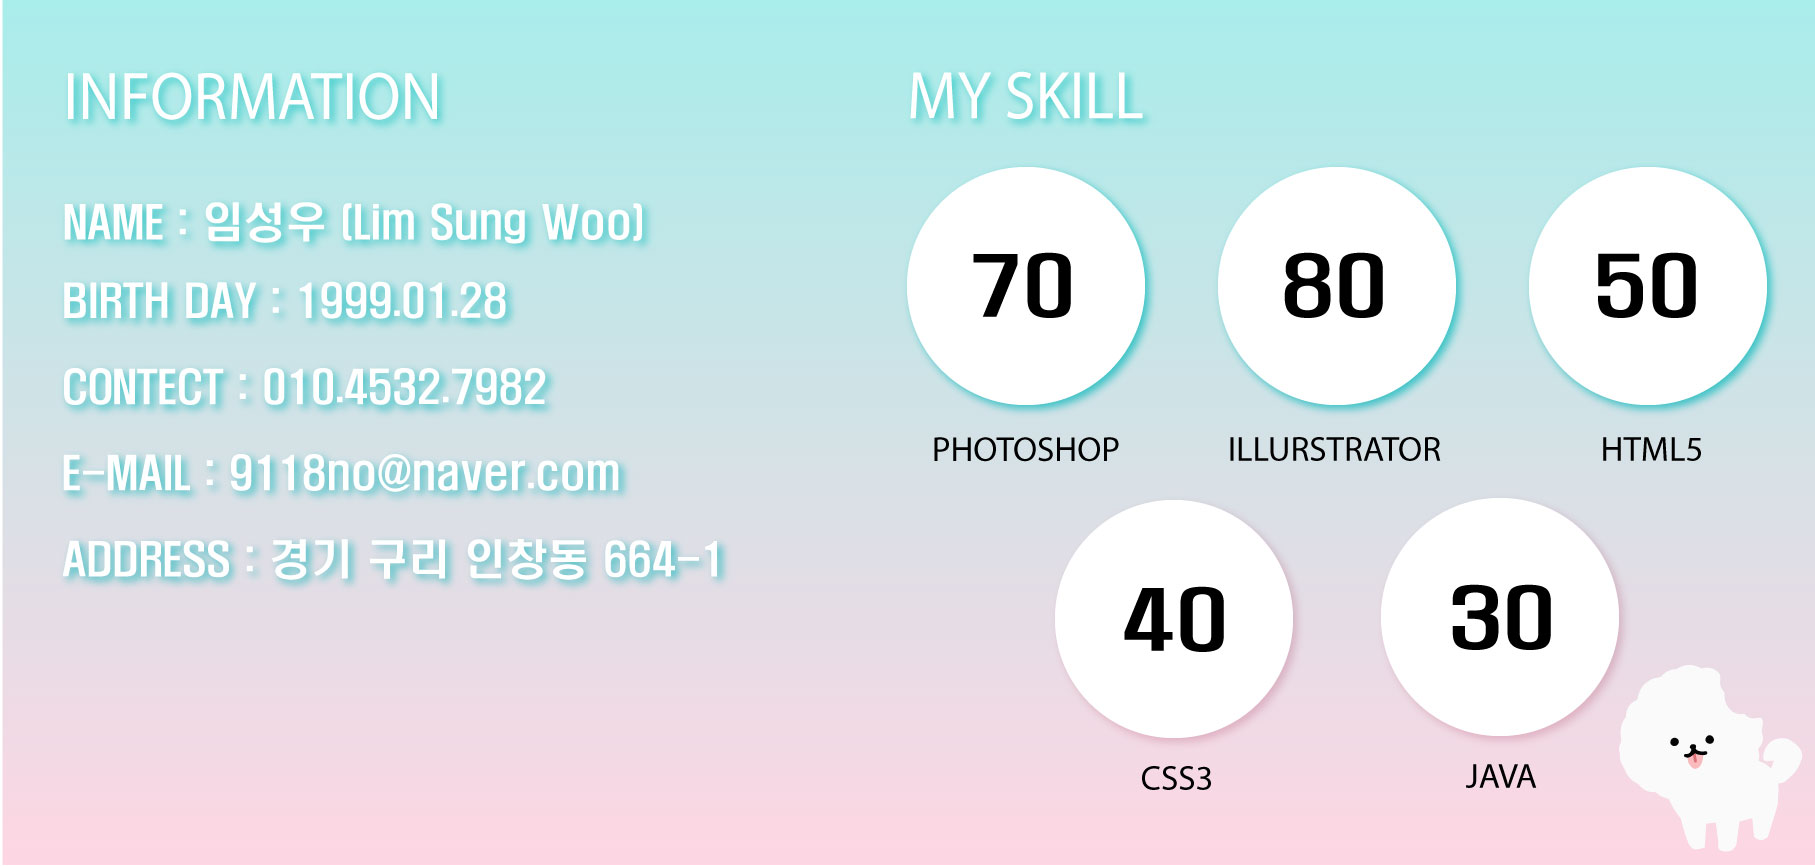 INFORMATION
NAME : 임성우 (Lim Sung Woo)
BIRTH DAY : 1999.01.28
CONTECT : 010.4532.7982
E-MAIL : 9118no@naver.com
ADDRESS : 경기 구리 인창동 664-1
MY SKILL
70 80 50
PHOTOSHOP ILLURSTRATOR HTML5
40 30
CSS3 JAVA